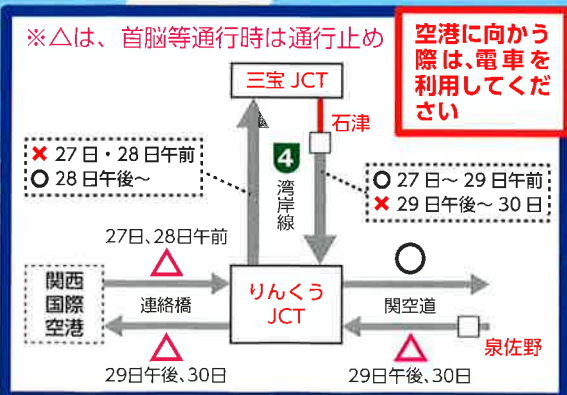 ※△は、首脳等通行時は通行止め
空港に向かう
際は、電車を
利用してくだ
さい
三宝 JCT
石津
× 27日・28日午前
○ 28日午後～
4
湾岸線
○ 27日～29日午前
× 29日午後～30日
27日、28日午前
△
○
関西
国際
空港
連絡橋
りんくう
JCT
関空道
泉佐野
△
29日午後、30日
△
29日午後、30日